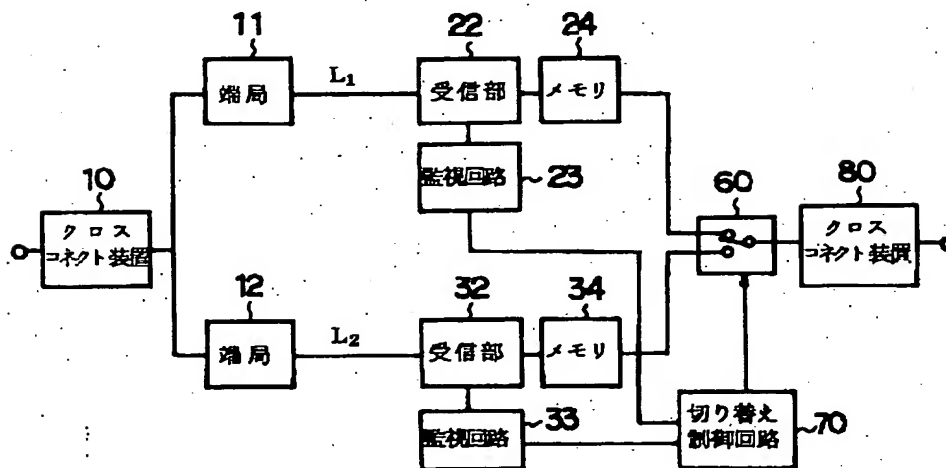 11
22
24
端局
L₁
受信部
メモリ
10
監視回路
23
60
80
クロス
コネクト装置
クロス
コネクト装置
12
32
34
端局
L₂
受信部
メモリ
33
監視回路
切り替え
制御回路
70